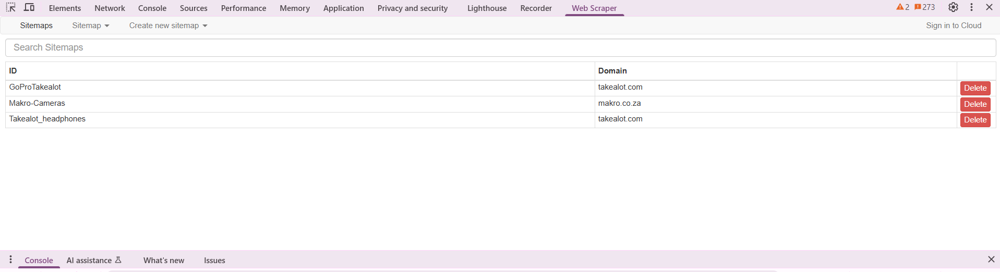 Elements Network Console Sources Performance Memory Application Privacy and security Lighthouse Recorder Web Scraper 2 273
Sitemaps Sitemap Create new sitemap Sign in to Cloud
Search Sitemaps
ID Domain
GoProTakealot takealot.com Delete
Makro-Cameras makro.co.za Delete
Takealot_headphones takealot.com Delete
Console AI assistance What's new Issues